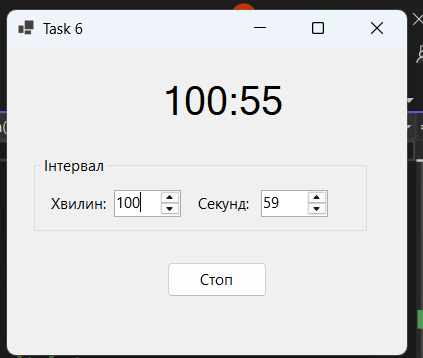 Task 6
100:55
Інтервал
Хвилин: 100 Секунд: 59
Стоп